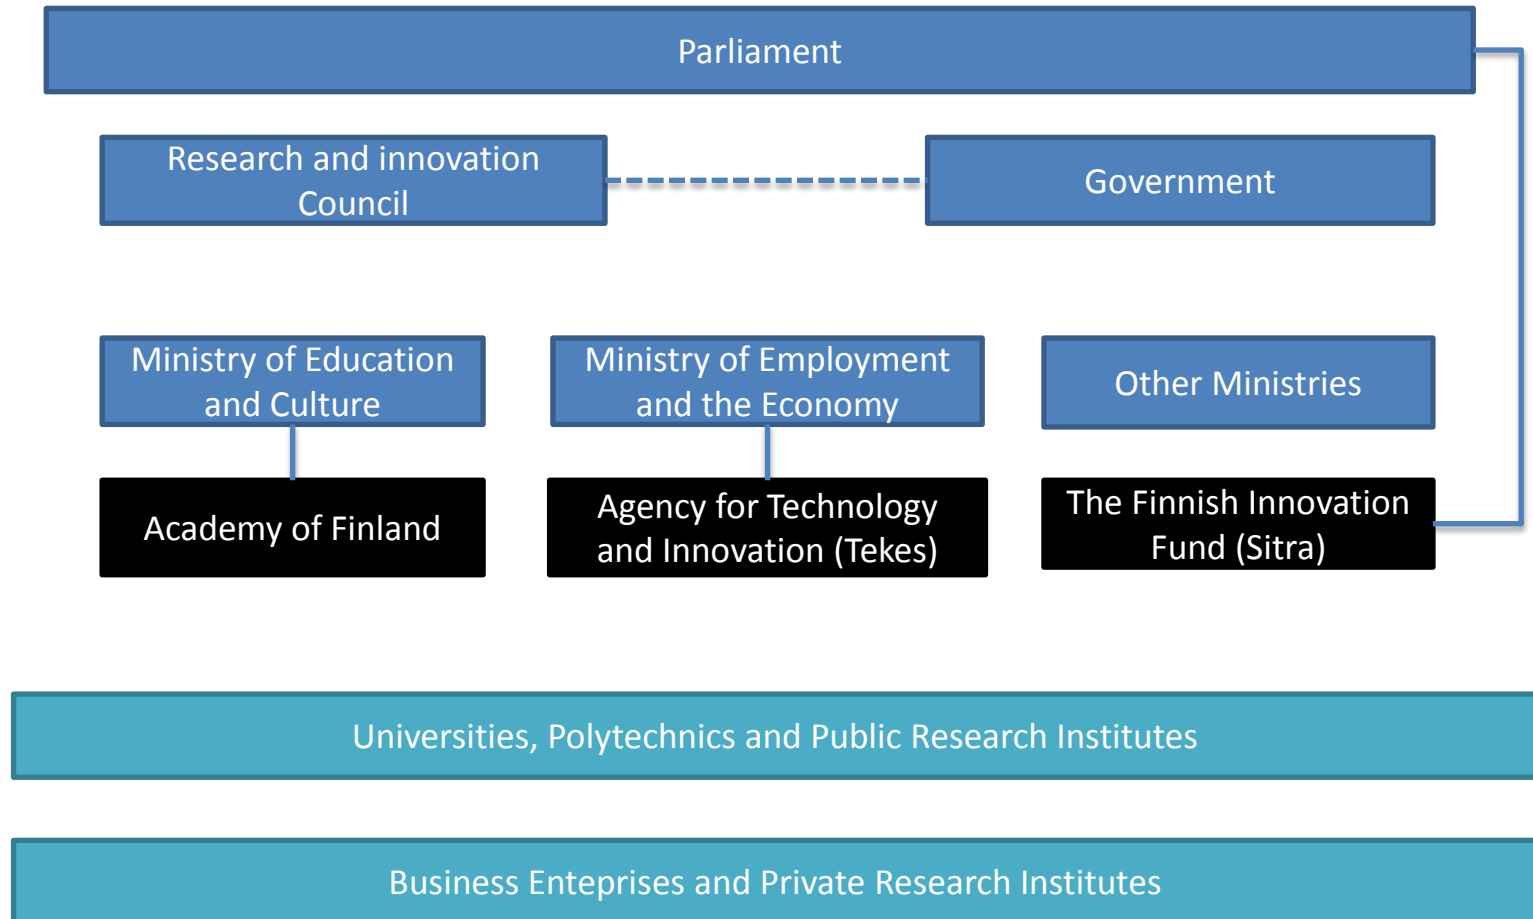 Parliament
Research and innovation
Council
Government
Ministry of Education
and Culture
Ministry of Employment
and the Economy
Other Ministries
Academy of Finland
Agency for Technology
and Innovation (Tekes)
The Finnish Innovation
Fund (Sitra)
Universities, Polytechnics and Public Research Institutes
Business Enteprises and Private Research Institutes